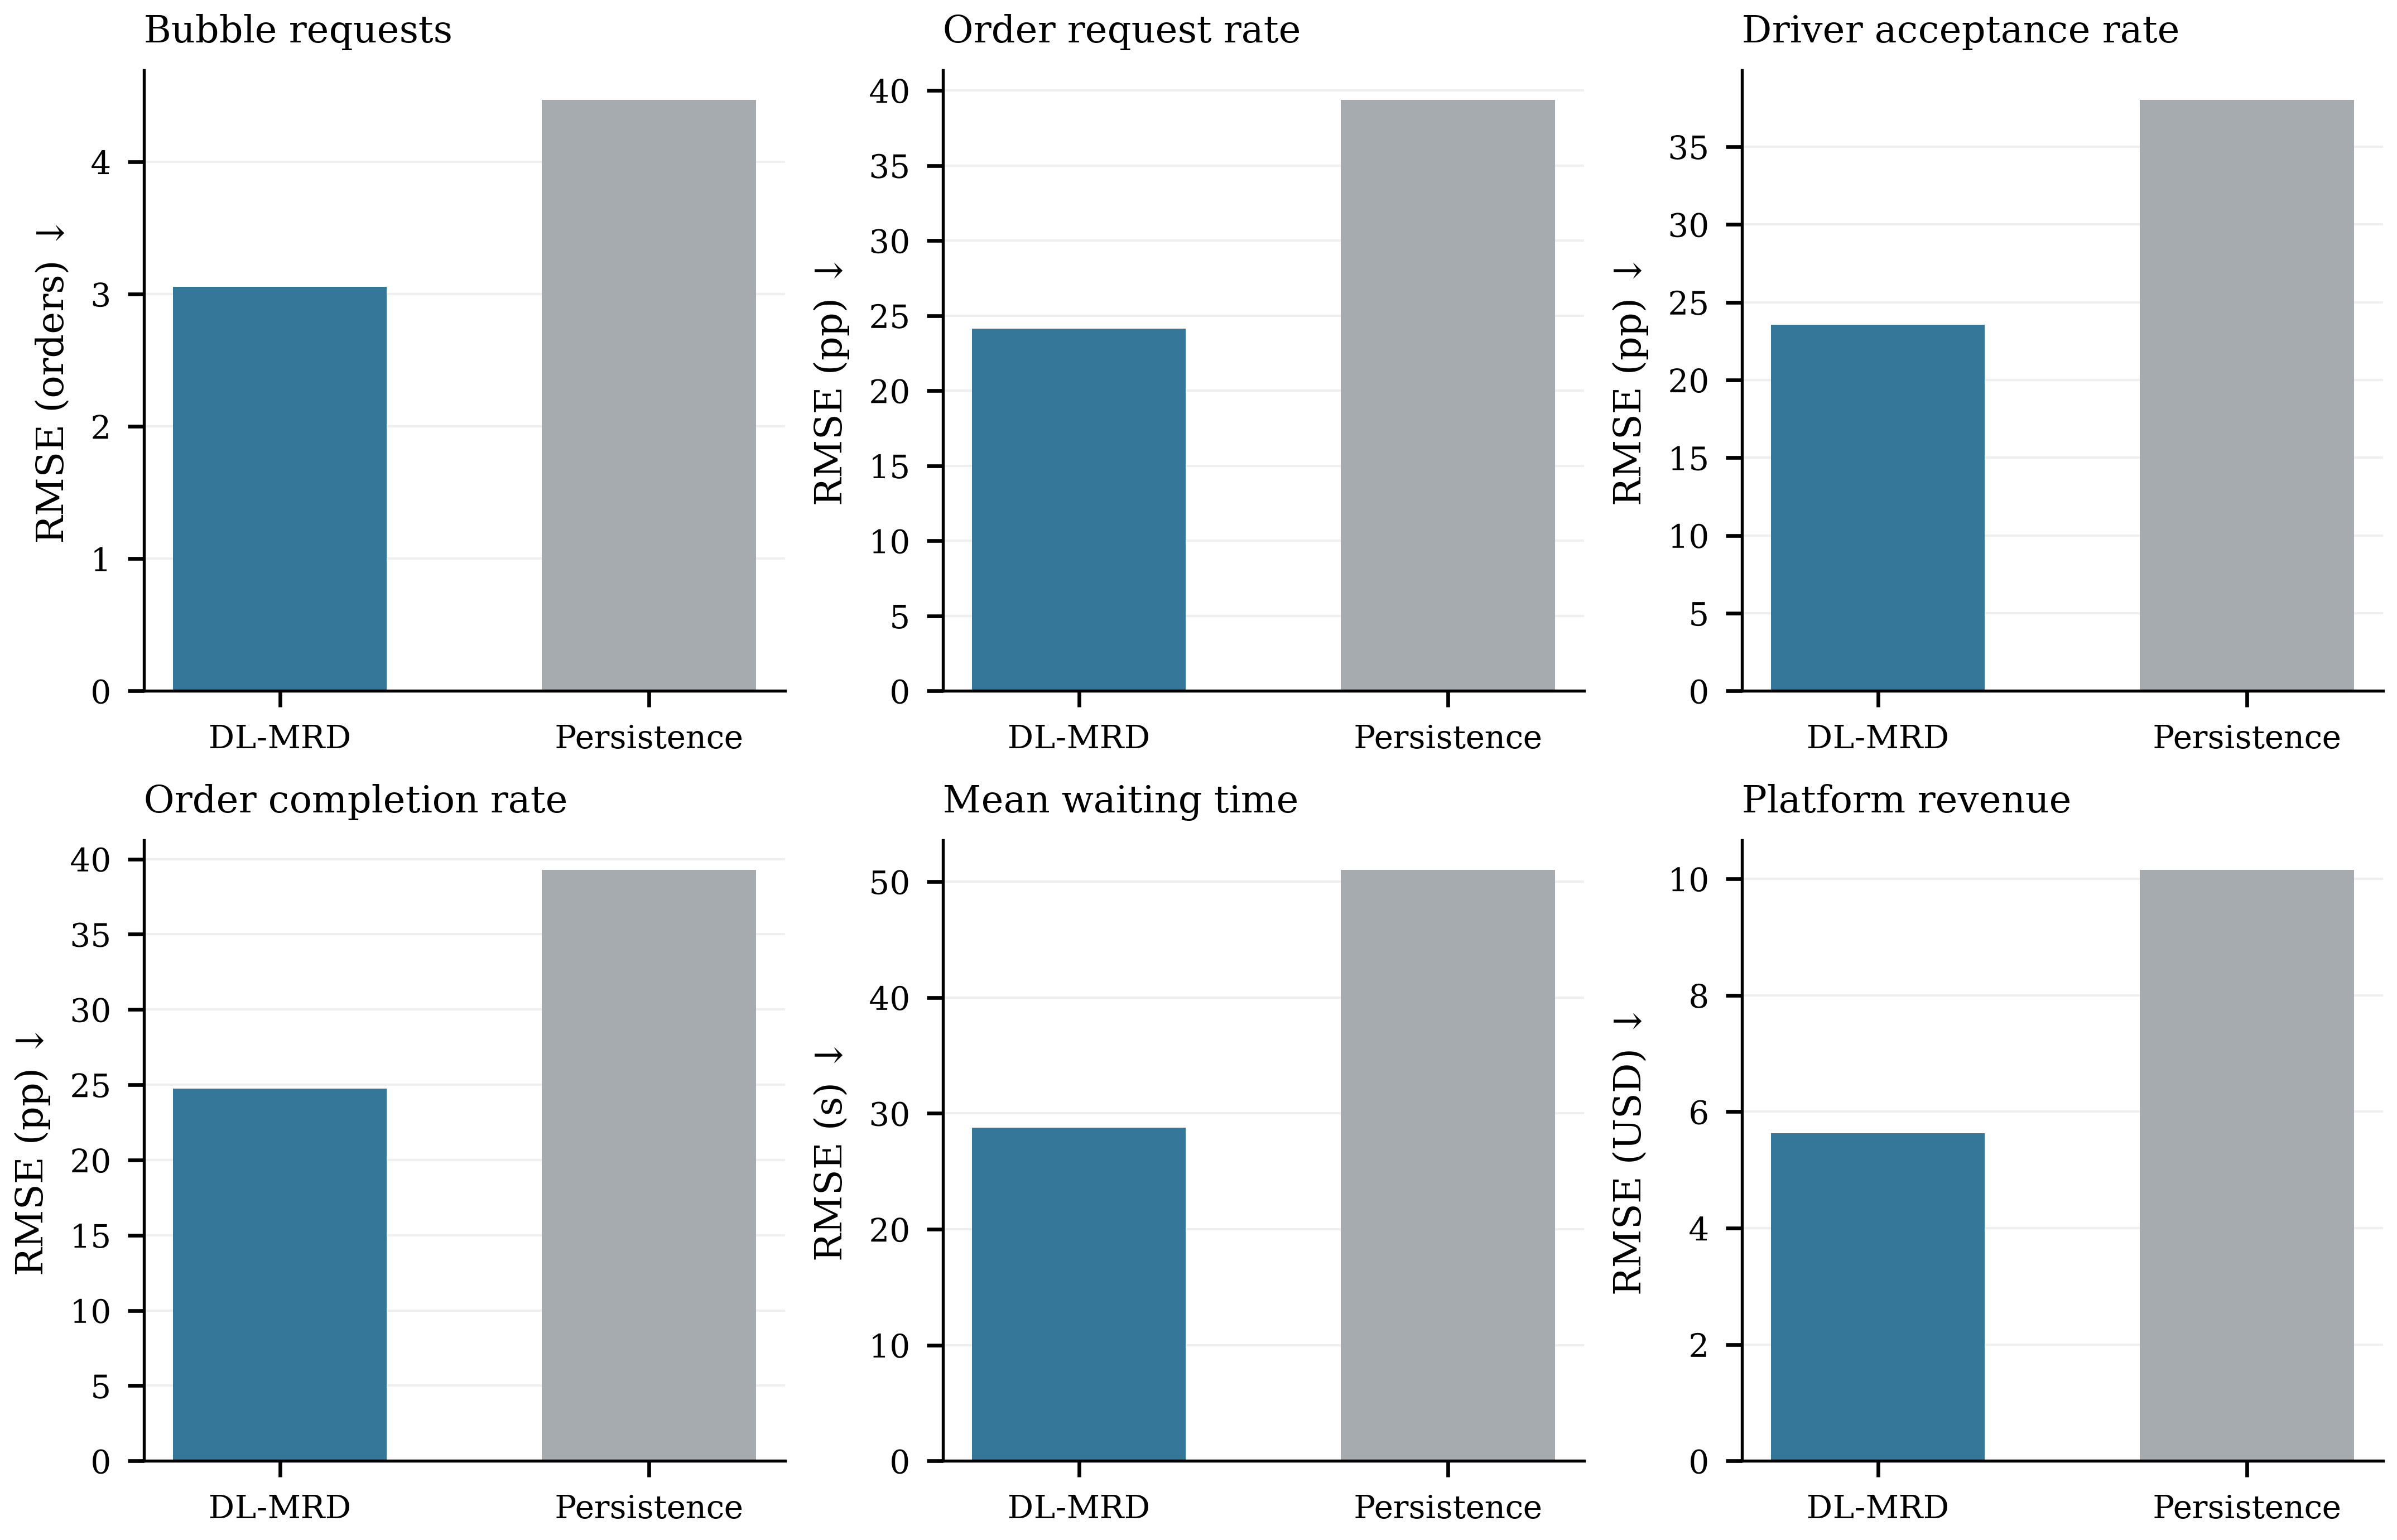 Bubble requests
RMSE (orders) ↓
4
3
2
1
0
DL-MRD
Persistence
Order request rate
RMSE (pp) ↓
40
35
30
25
20
15
10
5
0
DL-MRD
Persistence
Driver acceptance rate
RMSE (pp) ↓
35
30
25
20
15
10
5
0
DL-MRD
Persistence
Order completion rate
RMSE (pp) ↓
40
35
30
25
20
15
10
5
0
DL-MRD
Persistence
Mean waiting time
RMSE (s) ↓
50
40
30
20
10
0
DL-MRD
Persistence
Platform revenue
RMSE (USD) ↓
10
8
6
4
2
0
DL-MRD
Persistence